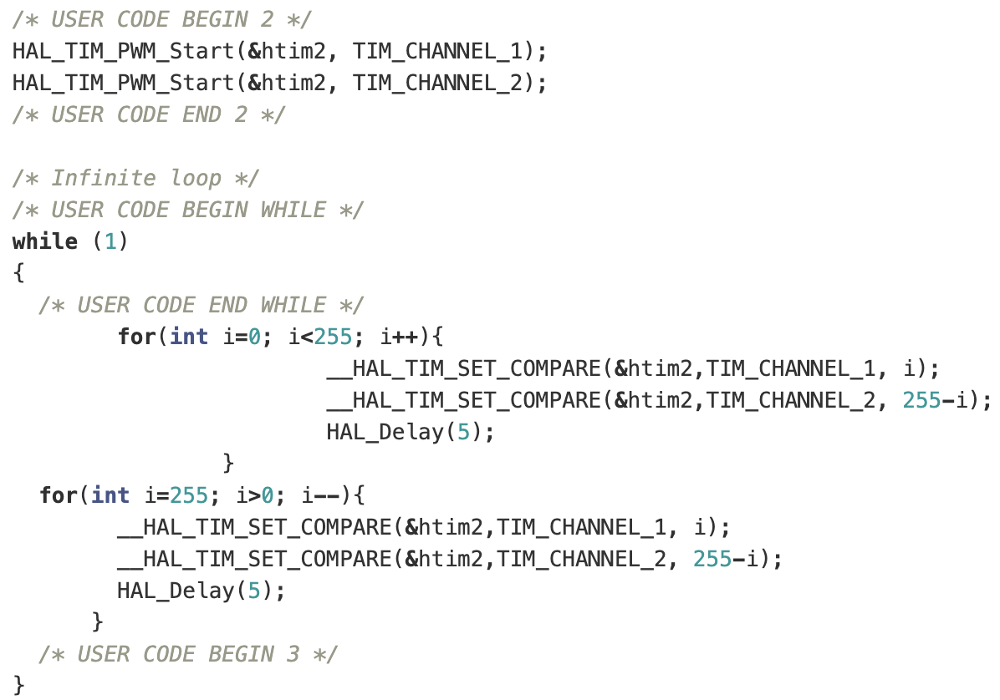 /* USER CODE BEGIN 2 */
HAL_TIM_PWM_Start(&htim2, TIM_CHANNEL_1);
HAL_TIM_PWM_Start(&htim2, TIM_CHANNEL_2);
/* USER CODE END 2 */

/* Infinite loop */
/* USER CODE BEGIN WHILE */
while (1)
{
  /* USER CODE END WHILE */
        for(int i=0; i<255; i++){
                        __HAL_TIM_SET_COMPARE(&htim2,TIM_CHANNEL_1, i);
                        __HAL_TIM_SET_COMPARE(&htim2,TIM_CHANNEL_2, 255-i);
                        HAL_Delay(5);
                }
  for(int i=255; i>0; i--){
        __HAL_TIM_SET_COMPARE(&htim2,TIM_CHANNEL_1, i);
        __HAL_TIM_SET_COMPARE(&htim2,TIM_CHANNEL_2, 255-i);
        HAL_Delay(5);
      }
  /* USER CODE BEGIN 3 */
}